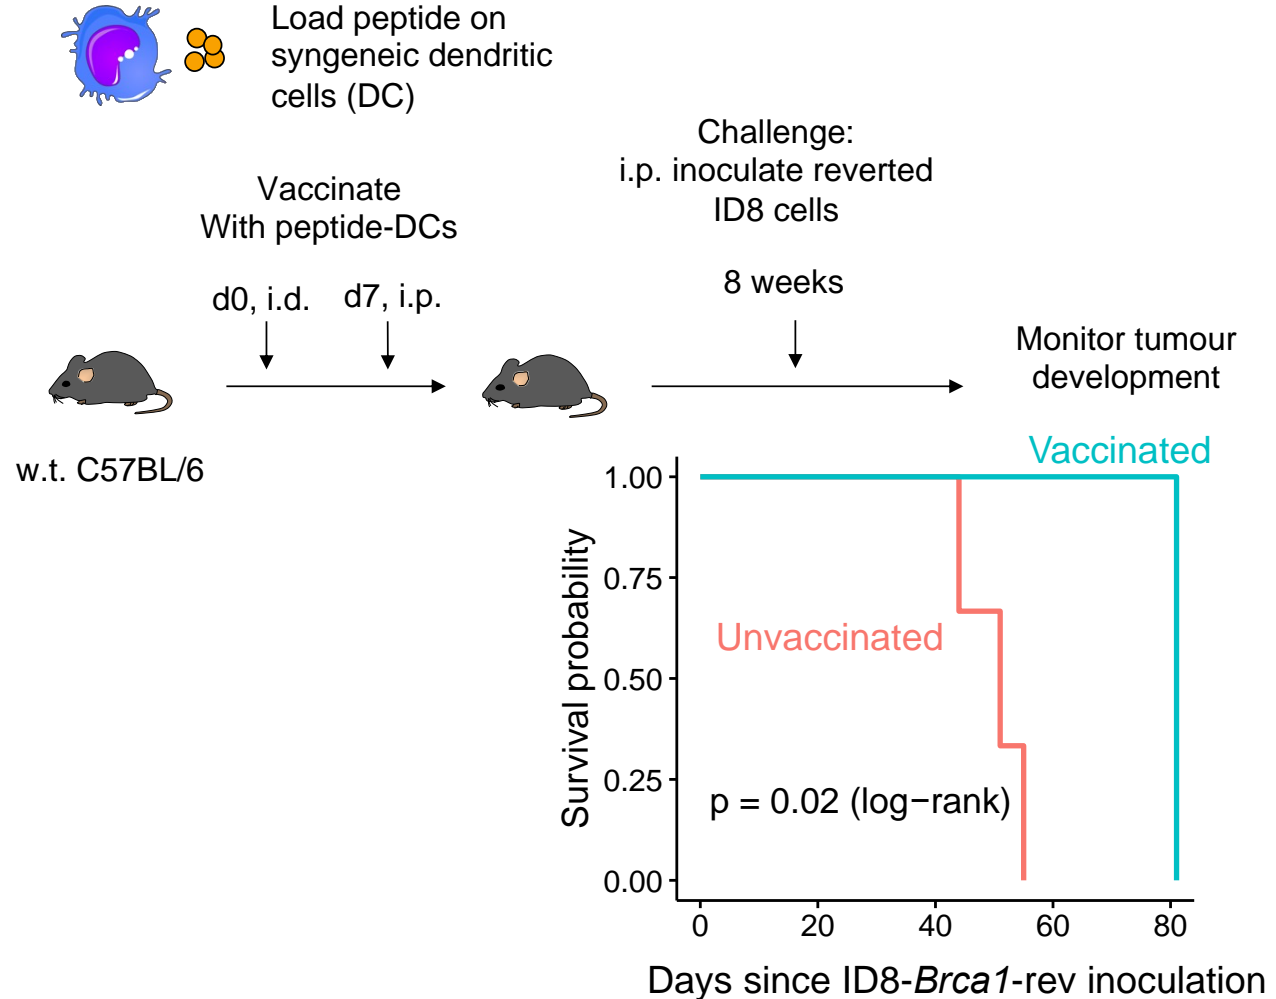 Load peptide on
syngeneic dendritic
cells (DC)
Challenge:
i.p. inoculate reverted
ID8 cells
Vaccinate
With peptide-DCs
8 weeks
d0, i.d.
d7, i.p.
Monitor tumour
development
w.t. C57BL/6
Vaccinated
1.00
0.75
Unvaccinated
0.50
0.25
p = 0.02 (log−rank)
0.00
Survival probability
0
20
40
60
80
Days since ID8-Brca1-rev inoculation